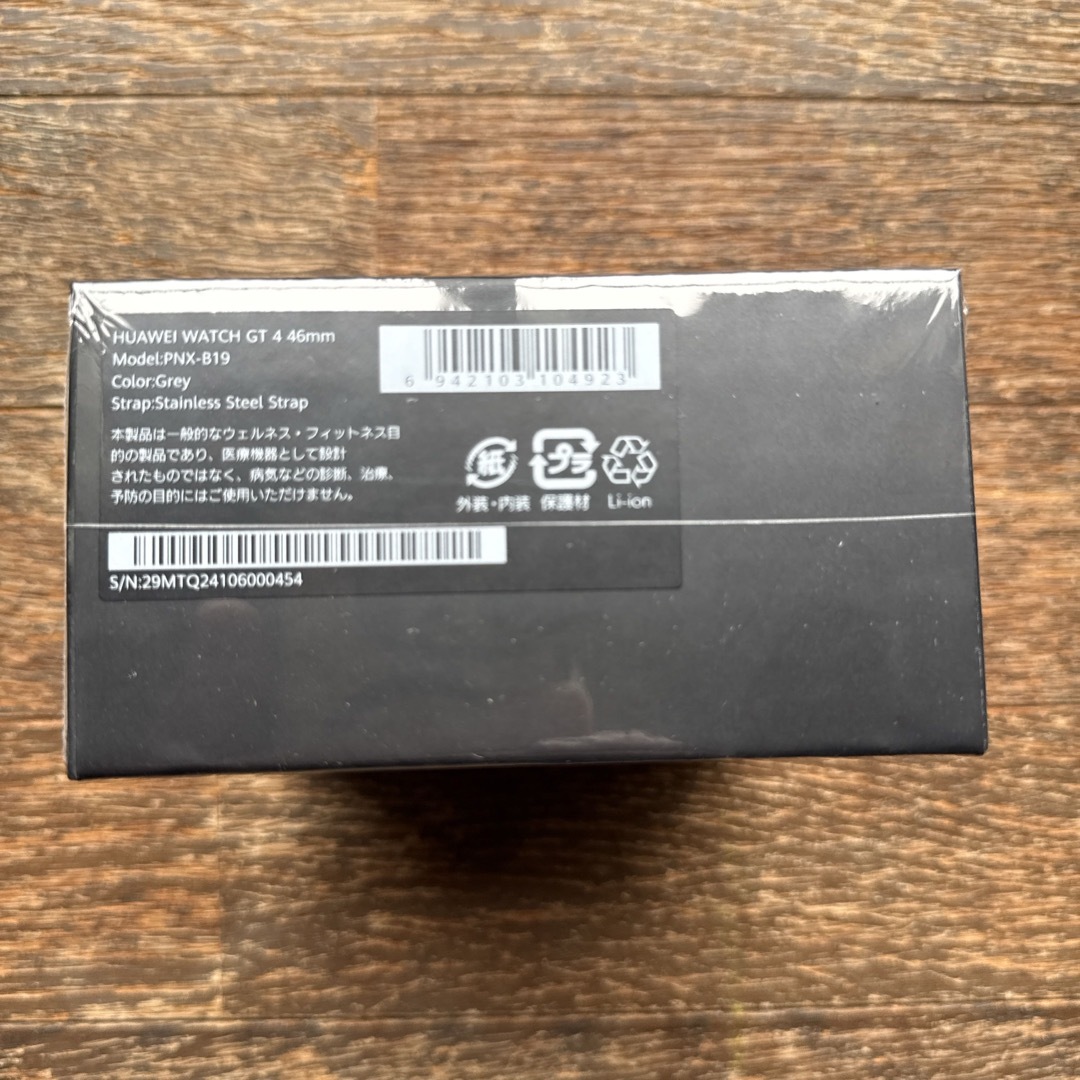 HUAWEI WATCH GT 4 46mm
Model:PNX-B19
Color:Grey
Strap:Stainless Steel Strap
6 942103 104923
本製品は一般的なウェルネス・フィットネス目
的の製品であり、医療機器として設計
されたものではなく、病気などの診断、治療、
予防の目的にはご使用いただけません。
紙
プラ
外装・内装 保護材 Li-ion
S/N:29MTQ24106000454